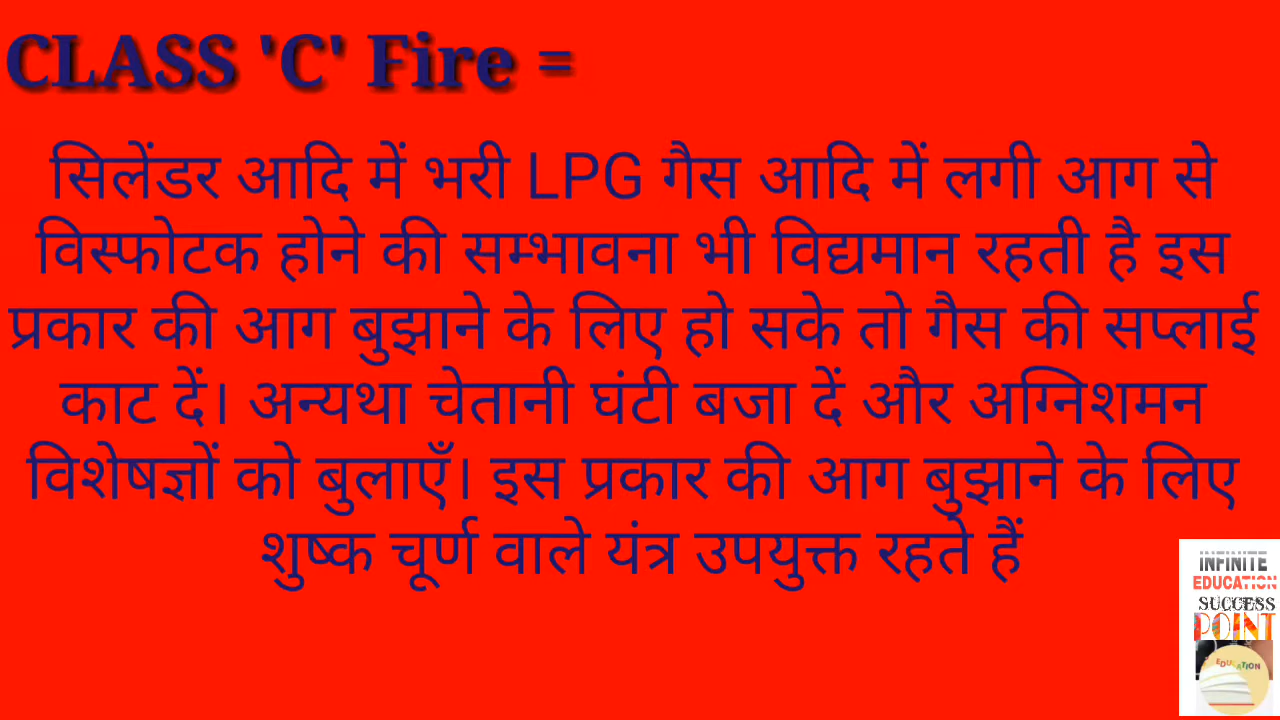 CLASS 'C' Fire =
सिलेंडर आदि में भरी LPG गैस आदि में लगी आग से
विस्फोटक होने की सम्भावना भी विद्यमान रहती है इस
प्रकार की आग बुझाने के लिए हो सके तो गैस की सप्लाई
काट दें। अन्यथा चेतानी घंटी बजा दें और अग्निशमन
विशेषज्ञों को बुलाएँ। इस प्रकार की आग बुझाने के लिए
शुष्क चूर्ण वाले यंत्र उपयुक्त रहते हैं
INFINITE
EDUCATION
SUCCESS
POINT
EDUCATION